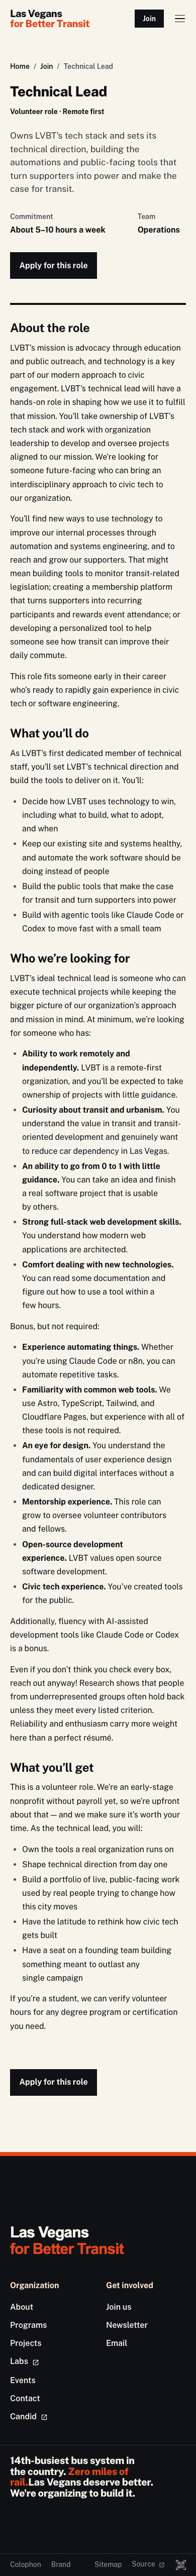 Las Vegans
for Better Transit
Join
Home / Join / Technical Lead
Technical Lead
Volunteer role · Remote first
Owns LVBT’s tech stack and sets its
technical direction, building the
automations and public-facing tools that
turn supporters into power and make the
case for transit.
Commitment
About 5–10 hours a week
Team
Operations
Apply for this role
About the role
LVBT’s mission is advocacy through education
and public outreach, and technology is a key
part of our modern approach to civic
engagement. LVBT’s technical lead will have a
hands-on role in shaping how we use it to fulfill
that mission. You’ll take ownership of LVBT’s
tech stack and work with organization
leadership to develop and oversee projects
aligned to our mission. We’re looking for
someone future-facing who can bring an
interdisciplinary approach to civic tech to
our organization.
You’ll find new ways to use technology to
improve our internal processes through
automation and systems engineering, and to
reach and grow our supporters. That might
mean building tools to monitor transit-related
legislation; creating a membership platform
that turns supporters into recurring
participants and rewards event attendance; or
developing a personalized tool to help
someone see how transit can improve their
daily commute.
This role fits someone early in their career
who’s ready to rapidly gain experience in civic
tech or software engineering.
What you’ll do
As LVBT’s first dedicated member of technical
staff, you’ll set LVBT’s technical direction and
build the tools to deliver on it. You’ll:
• Decide how LVBT uses technology to win,
including what to build, what to adopt,
and when
• Keep our existing site and systems healthy,
and automate the work software should be
doing instead of people
• Build the public tools that make the case
for transit and turn supporters into power
• Build with agentic tools like Claude Code or
Codex to move fast with a small team
Who we’re looking for
LVBT’s ideal technical lead is someone who can
execute technical projects while keeping the
bigger picture of our organization’s approach
and mission in mind. At minimum, we’re looking
for someone who has:
• Ability to work remotely and
independently. LVBT is a remote-first
organization, and you’ll be expected to take
ownership of projects with little guidance.
• Curiosity about transit and urbanism. You
understand the value in transit and transit-
oriented development and genuinely want
to reduce car dependency in Las Vegas.
• An ability to go from 0 to 1 with little
guidance. You can take an idea and finish
a real software project that is usable
by others.
• Strong full-stack web development skills.
You understand how modern web
applications are architected.
• Comfort dealing with new technologies.
You can read some documentation and
figure out how to use a tool within a
few hours.
Bonus, but not required:
• Experience automating things. Whether
you’re using Claude Code or n8n, you can
automate repetitive tasks.
• Familiarity with common web tools. We
use Astro, TypeScript, Tailwind, and
Cloudflare Pages, but experience with all of
these tools is not required.
• An eye for design. You understand the
fundamentals of user experience design
and can build digital interfaces without a
dedicated designer.
• Mentorship experience. This role can
grow to oversee volunteer contributors
and fellows.
• Open-source development
experience. LVBT values open source
software development.
• Civic tech experience. You’ve created tools
for the public.
Additionally, fluency with AI-assisted
development tools like Claude Code or Codex
is a bonus.
Even if you don’t think you check every box,
reach out anyway! Research shows that people
from underrepresented groups often hold back
unless they meet every listed criterion.
Reliability and enthusiasm carry more weight
here than a perfect résumé.
What you’ll get
This is a volunteer role. We’re an early-stage
nonprofit without payroll yet, so we’re upfront
about that — and we make sure it’s worth your
time. As the technical lead, you will:
• Own the tools a real organization runs on
• Shape technical direction from day one
• Build a portfolio of live, public-facing work
used by real people trying to change how
this city moves
• Have the latitude to rethink how civic tech
gets built
• Have a seat on a founding team building
something meant to outlast any
single campaign
If you’re a student, we can verify volunteer
hours for any degree program or certification
you need.
Apply for this role
Las Vegans
for Better Transit
Organization
About
Programs
Projects
Labs
Events
Contact
Candid
Get involved
Join us
Newsletter
Email
14th-busiest bus system in
the country. Zero miles of
rail.Las Vegans deserve better.
We’re organizing to build it.
Colophon Brand Sitemap Source